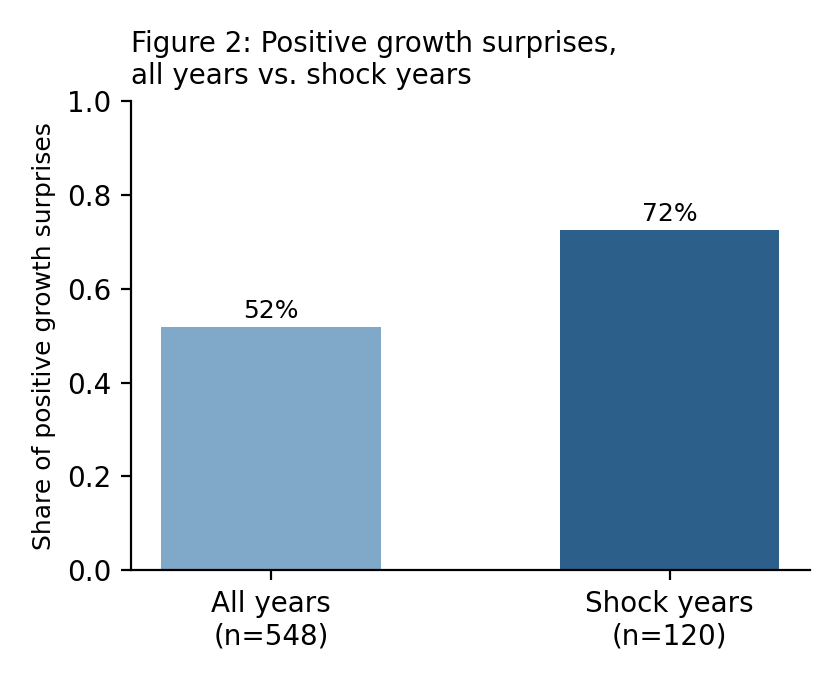 Figure 2: Positive growth surprises,
all years vs. shock years
Share of positive growth surprises
1.0
0.8
0.6
0.4
0.2
0.0
52%
72%
All years
(n=548)
Shock years
(n=120)